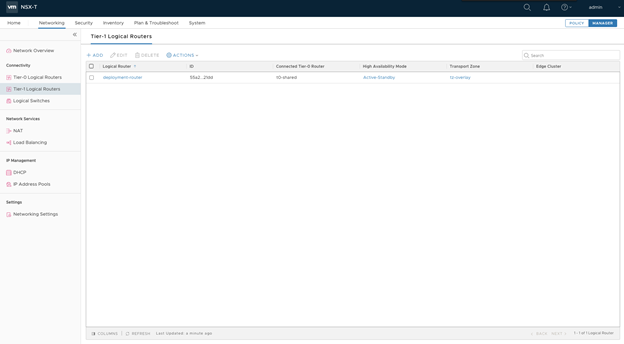 vm NSX-T
admin
Home Networking Security Inventory Plan & Troubleshoot System
POLICY MANAGER
Network Overview
Connectivity
Tier-0 Logical Routers
Tier-1 Logical Routers
Logical Switches
Network Services
NAT
Load Balancing
IP Management
DHCP
IP Address Pools
Settings
Networking Settings
Tier-1 Logical Routers
+ ADD EDIT DELETE ACTIONS
Search
Logical Router ↑ ID Connected Tier-0 Router High Availability Mode Transport Zone Edge Cluster
deployment-router t0-shared Active-Standby tz-overlay
COLUMNS REFRESH Last Updated: a minute ago
BACK NEXT 1 - 1 of 1 Logical Router